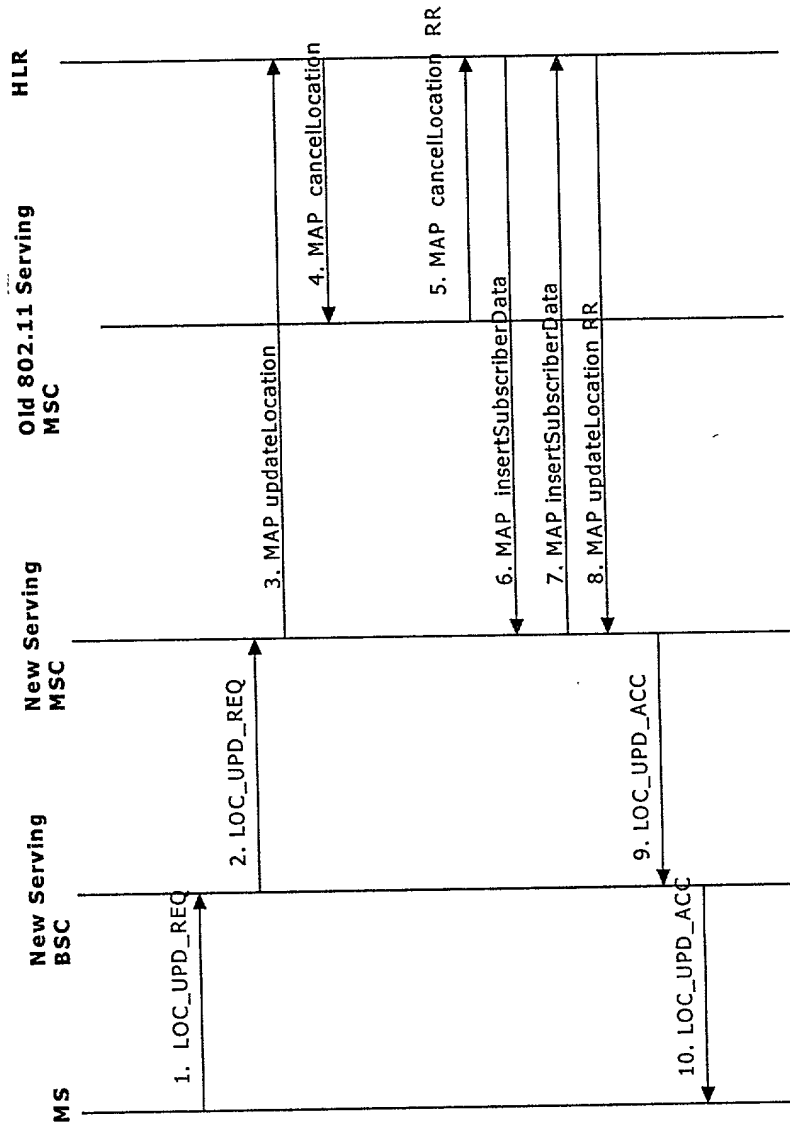 MS
New Serving
BSC
New Serving
MSC
Old 802.11 Serving
MSC
HLR
1. LOC_UPD_REQ
2. LOC_UPD_REQ
3. MAP updateLocation
4. MAP cancelLocation
5. MAP cancelLocation RR
6. MAP insertSubscriberData
7. MAP insertSubscriberData
8. MAP updateLocation RR
9. LOC_UPD_ACC
10. LOC_UPD_ACC